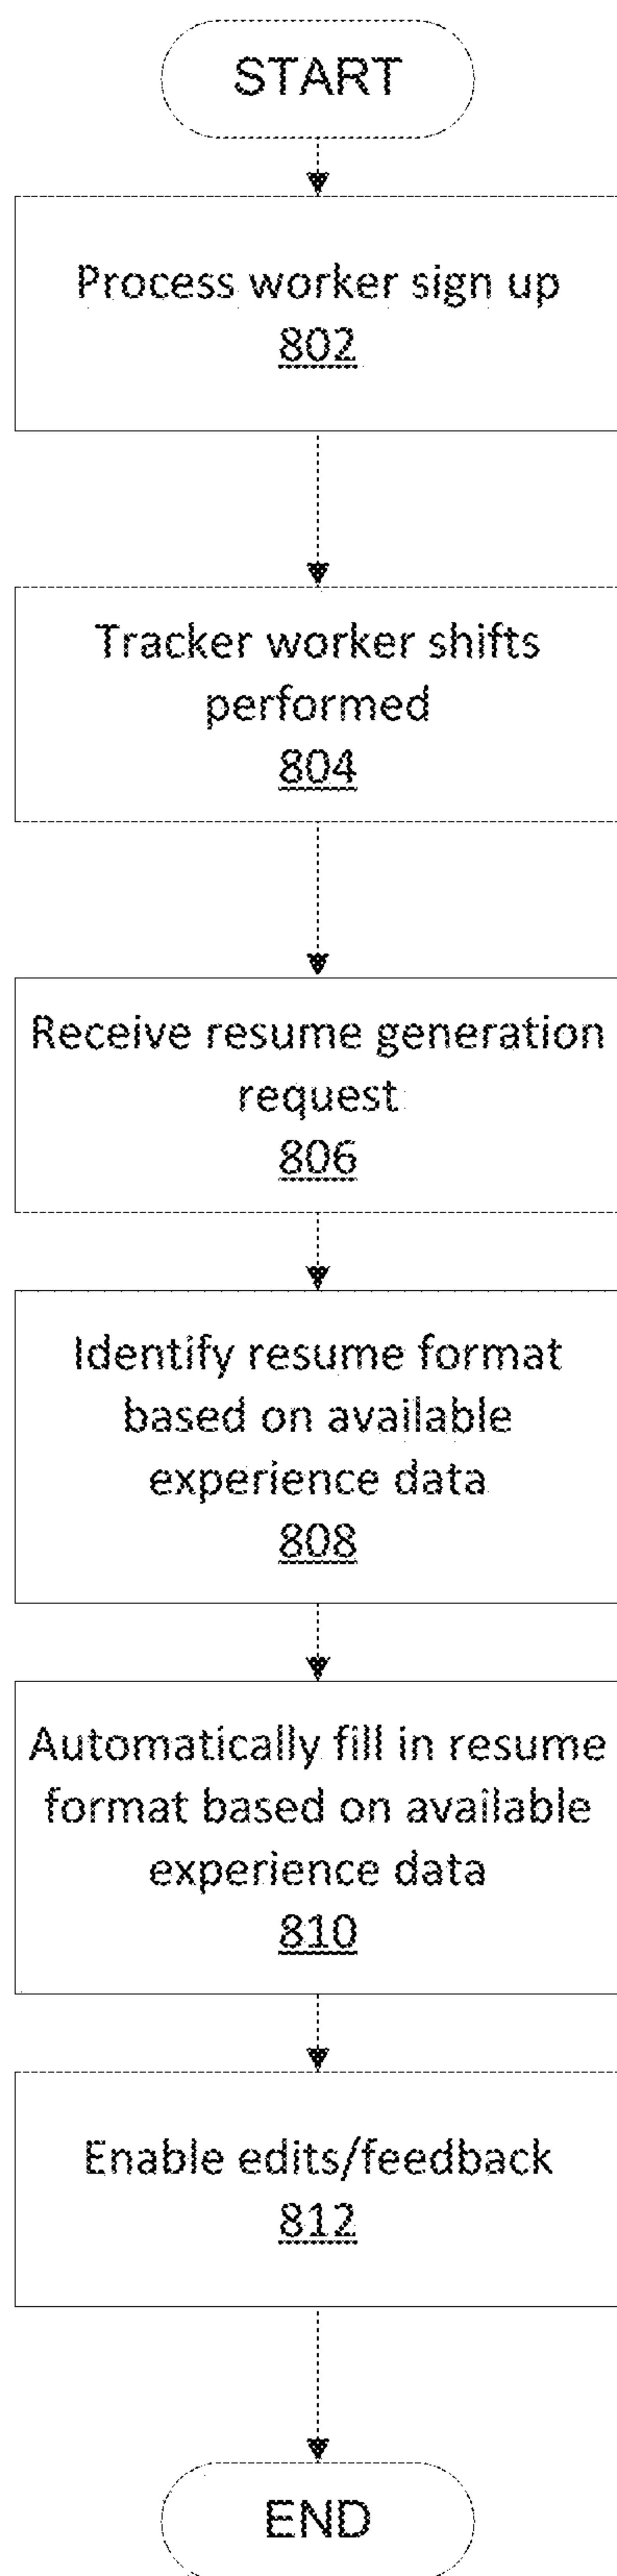 START
Process worker sign up
802
Tracker worker shifts
performed
804
Receive resume generation
request
806
Identify resume format
based on available
experience data
808
Automatically fill in resume
format based on available
experience data
810
Enable edits/feedback
812
END